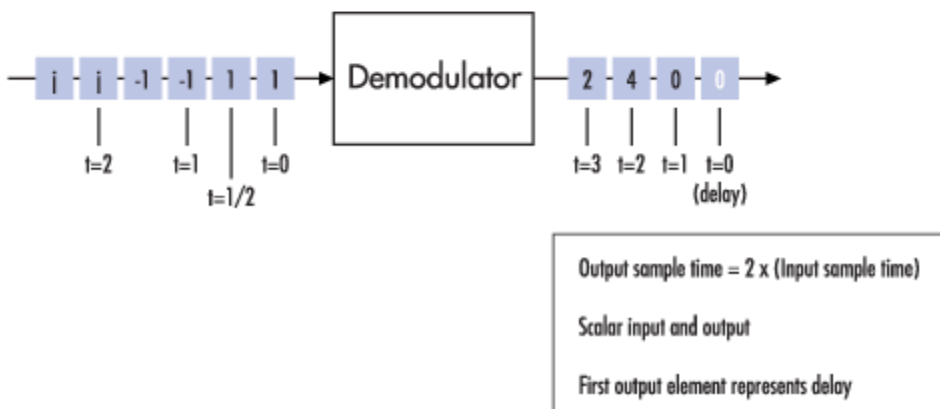 j j -1 -1 1 1
Demodulator
2 4 0 0
t=2 t=1 t=0
t=1/2
t=3 t=2 t=1 t=0
(delay)
Output sample time = 2 x (Input sample time)
Scalar input and output
First output element represents delay